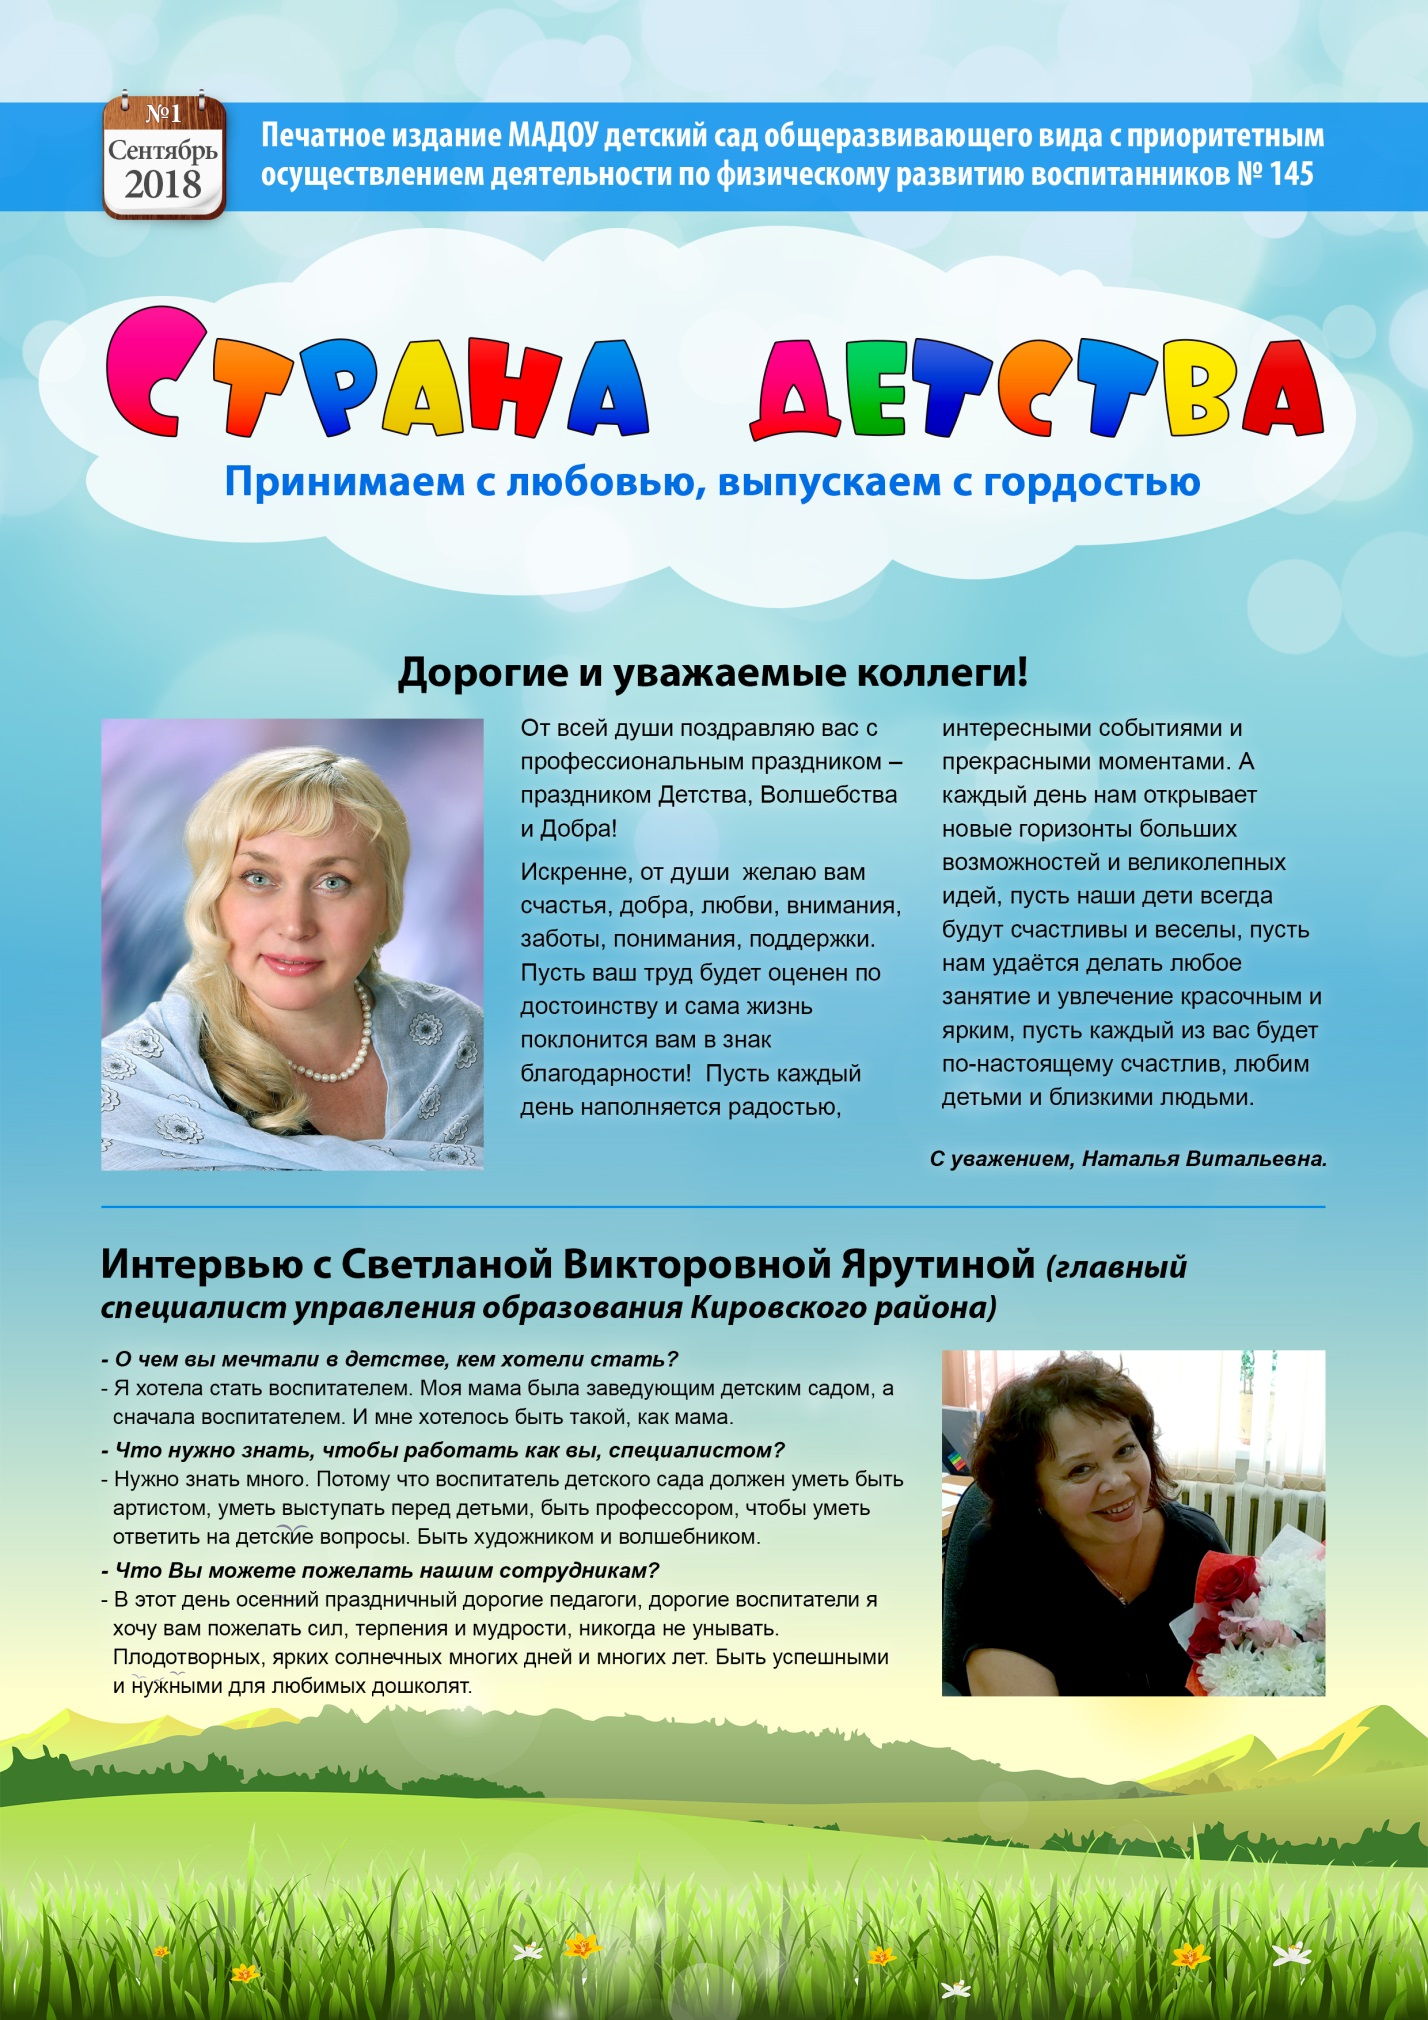 №1
Сентябрь
2018
Печатное издание МАДОУ детский сад общеразвивающего вида с приоритетным
осуществлением деятельности по физическому развитию воспитанников № 145
Страна детства
Принимаем с любовью, выпускаем с гордостью
Дорогие и уважаемые коллеги!
От всей души поздравляю вас с
профессиональным праздником –
праздником Детства, Волшебства
и Добра!
Искренне, от души желаю вам
счастья, добра, любви, внимания,
заботы, понимания, поддержки.
Пусть ваш труд будет оценен по
достоинству и сама жизнь
поклонится вам в знак
благодарности! Пусть каждый
день наполняется радостью,
интересными событиями и
прекрасными моментами. А
каждый день нам открывает
новые горизонты больших
возможностей и великолепных
идей, пусть наши дети всегда
будут счастливы и веселы, пусть
нам удаётся делать любое
занятие и увлечение красочным и
ярким, пусть каждый из вас будет
по-настоящему счастлив, любим
детьми и близкими людьми.
С уважением, Наталья Витальевна.
Интервью с Светланой Викторовной Ярутиной (главный
специалист управления образования Кировского района)
- О чем вы мечтали в детстве, кем хотели стать?
- Я хотела стать воспитателем. Моя мама была заведующим детским садом, а
сначала воспитателем. И мне хотелось быть такой, как мама.
- Что нужно знать, чтобы работать как вы, специалистом?
- Нужно знать много. Потому что воспитатель детского сада должен уметь быть
артистом, уметь выступать перед детьми, быть профессором, чтобы уметь
ответить на детские вопросы. Быть художником и волшебником.
- Что Вы можете пожелать нашим сотрудникам?
- В этот день осенний праздничный дорогие педагоги, дорогие воспитатели я
хочу вам пожелать сил, терпения и мудрости, никогда не унывать.
Плодотворных, ярких солнечных многих дней и многих лет. Быть успешными
и нужными для любимых дошколят.